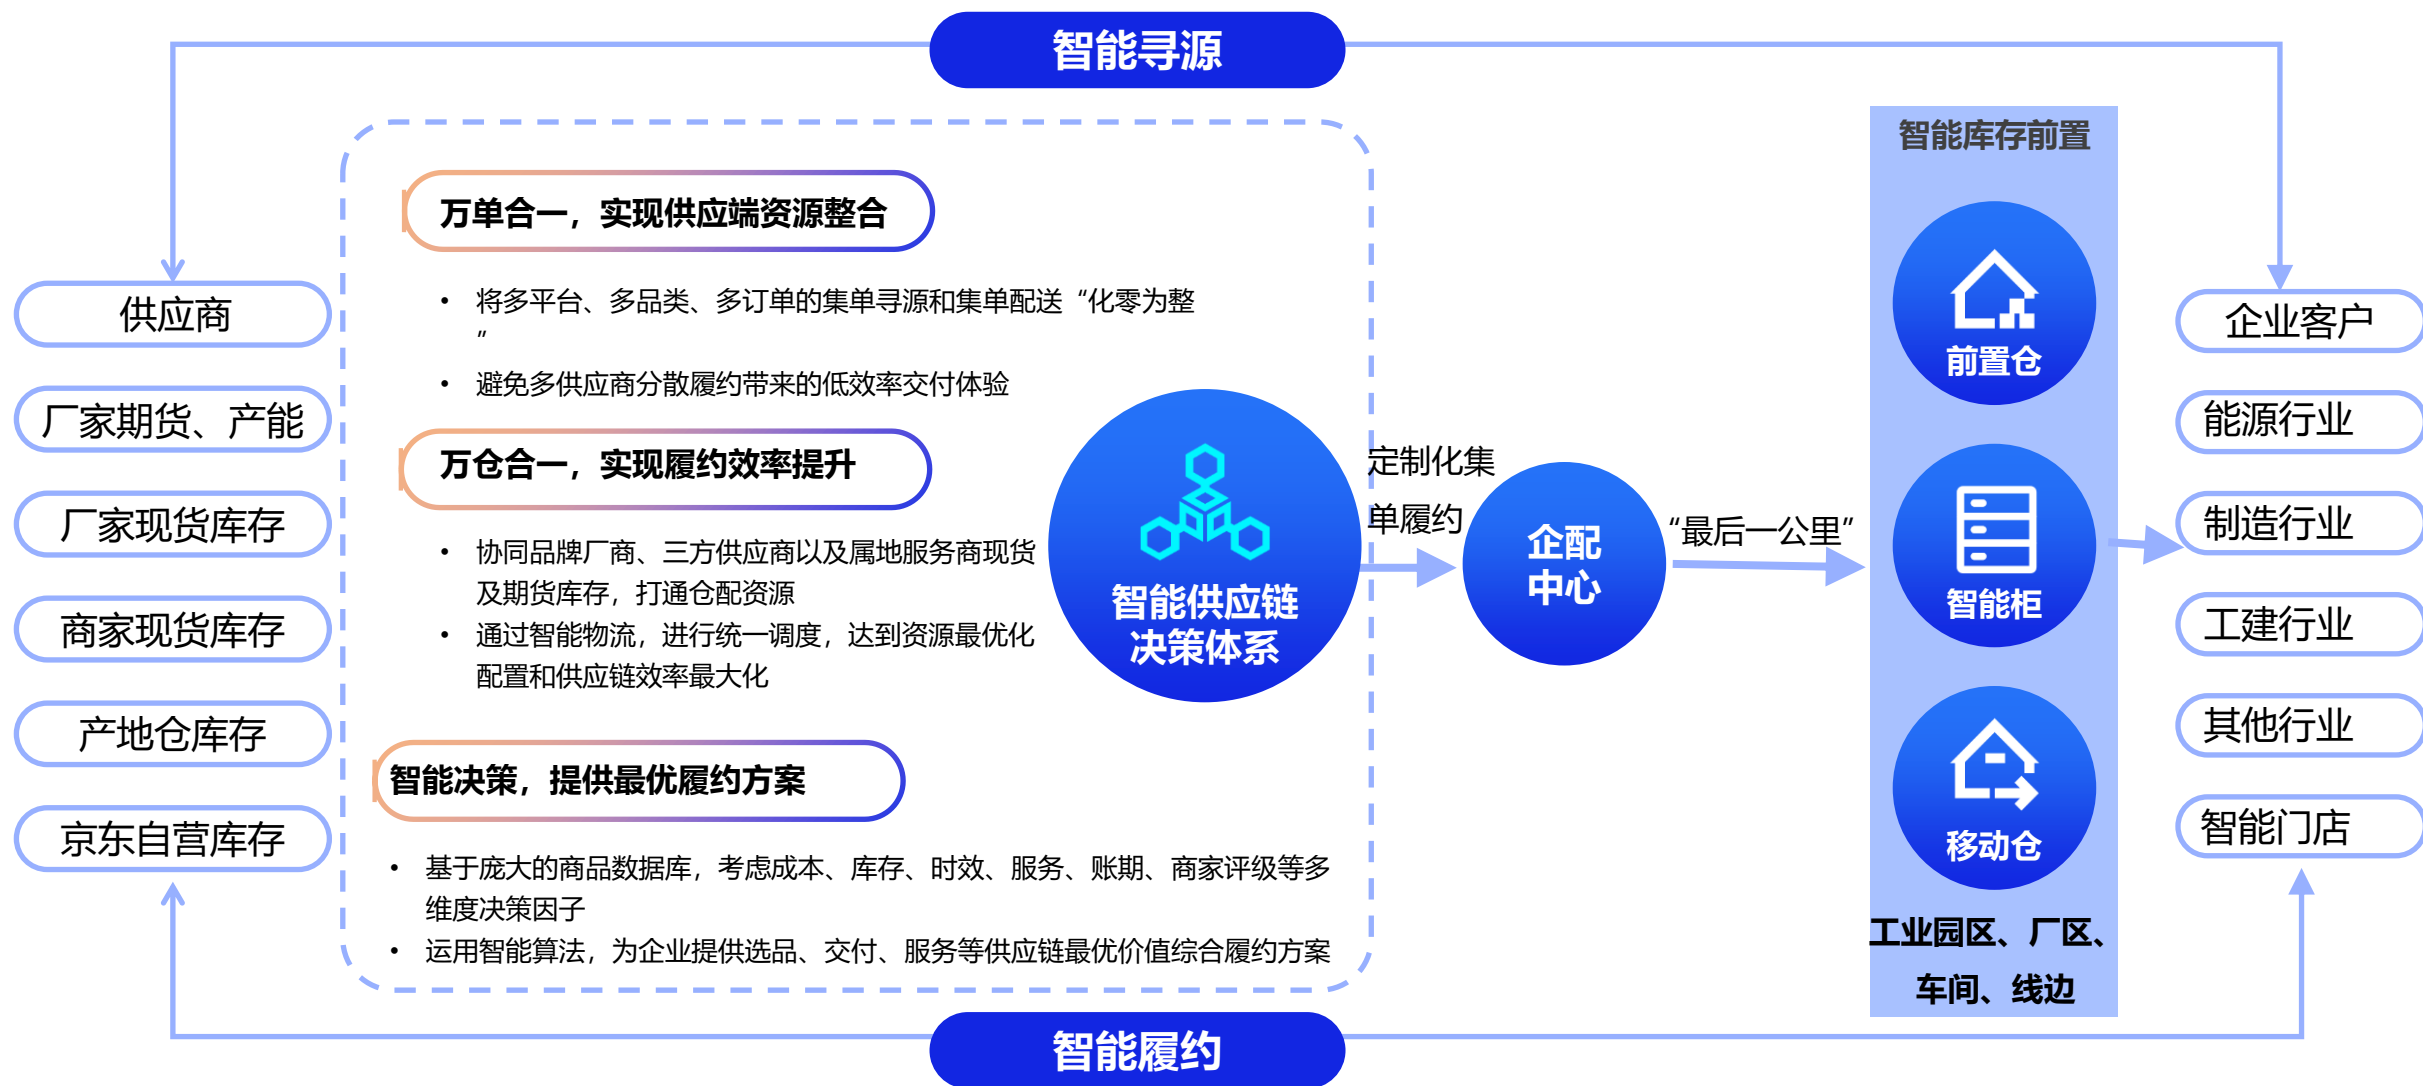 智能寻源
供应商
厂家期货、产能
厂家现货库存
商家现货库存
产地仓库存
京东自营库存
万单合一，实现供应端资源整合
• 将多平台、多品类、多订单的集单寻源和集单配送“化零为整
”
• 避免多供应商分散履约带来的低效率交付体验
万仓合一，实现履约效率提升
• 协同品牌厂商、三方供应商以及属地服务商现货
及期货库存，打通仓配资源
• 通过智能物流，进行统一调度，达到资源最优化
配置和供应链效率最大化
智能决策，提供最优履约方案
• 基于庞大的商品数据库，考虑成本、库存、时效、服务、账期、商家评级等多
维度决策因子
• 运用智能算法，为企业提供选品、交付、服务等供应链最优价值综合履约方案
智能供应链
决策体系
定制化集
单履约
企配
中心
“最后一公里”
智能库存前置
前置仓
智能柜
移动仓
工业园区、厂区、
车间、线边
企业客户
能源行业
制造行业
工建行业
其他行业
智能门店
智能履约